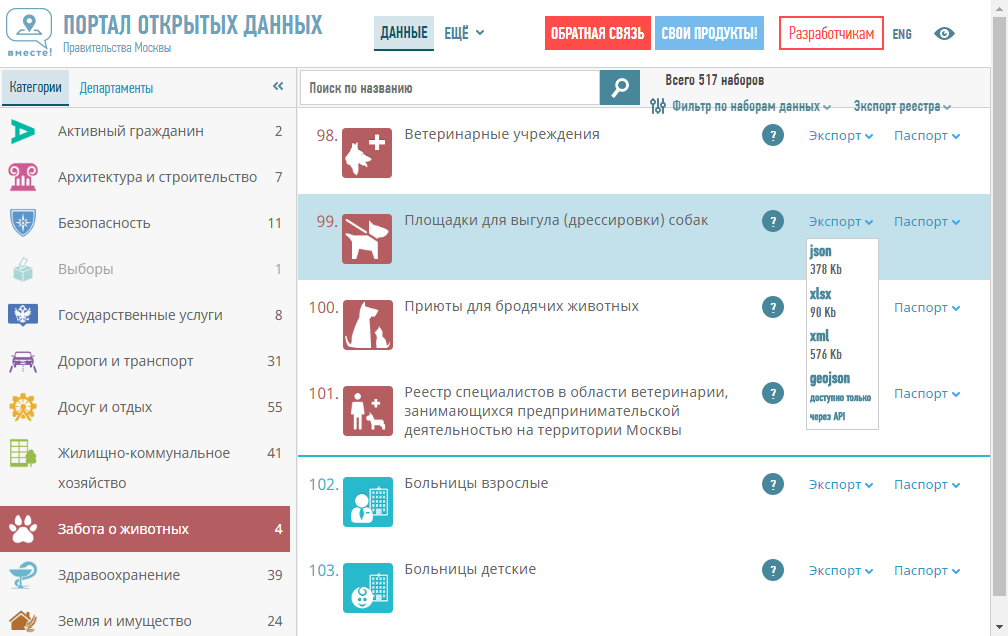 вместе!
ПОРТАЛ ОТКРЫТЫХ ДАННЫХ
Правительства Москвы
ДАННЫЕ
ЕЩЁ
ОБРАТНАЯ СВЯЗЬ
СВОИ ПРОДУКТЫ!
Разработчикам
ENG
Категории
Департаменты
«
Поиск по названию
Всего 517 наборов
Фильтр по наборам данных
Экспорт реестра
Активный гражданин 2
Архитектура и строительство 7
Безопасность 11
Выборы 1
Государственные услуги 8
Дороги и транспорт 31
Досуг и отдых 55
Жилищно-коммунальное 41
хозяйство
Забота о животных 4
Здравоохранение 39
Земля и имущество 24
98. Ветеринарные учреждения ? Экспорт Паспорт
99. Площадки для выгула (дрессировки) собак ? Экспорт Паспорт
json
378 Kb
xlsx
90 Kb
xml
576 Kb
geojson
доступно только
через API
100. Приюты для бродячих животных ? Паспорт
101. Реестр специалистов в области ветеринарии, ? Паспорт
занимающихся предпринимательской
деятельностью на территории Москвы
102. Больницы взрослые ? Экспорт Паспорт
103. Больницы детские ? Экспорт Паспорт